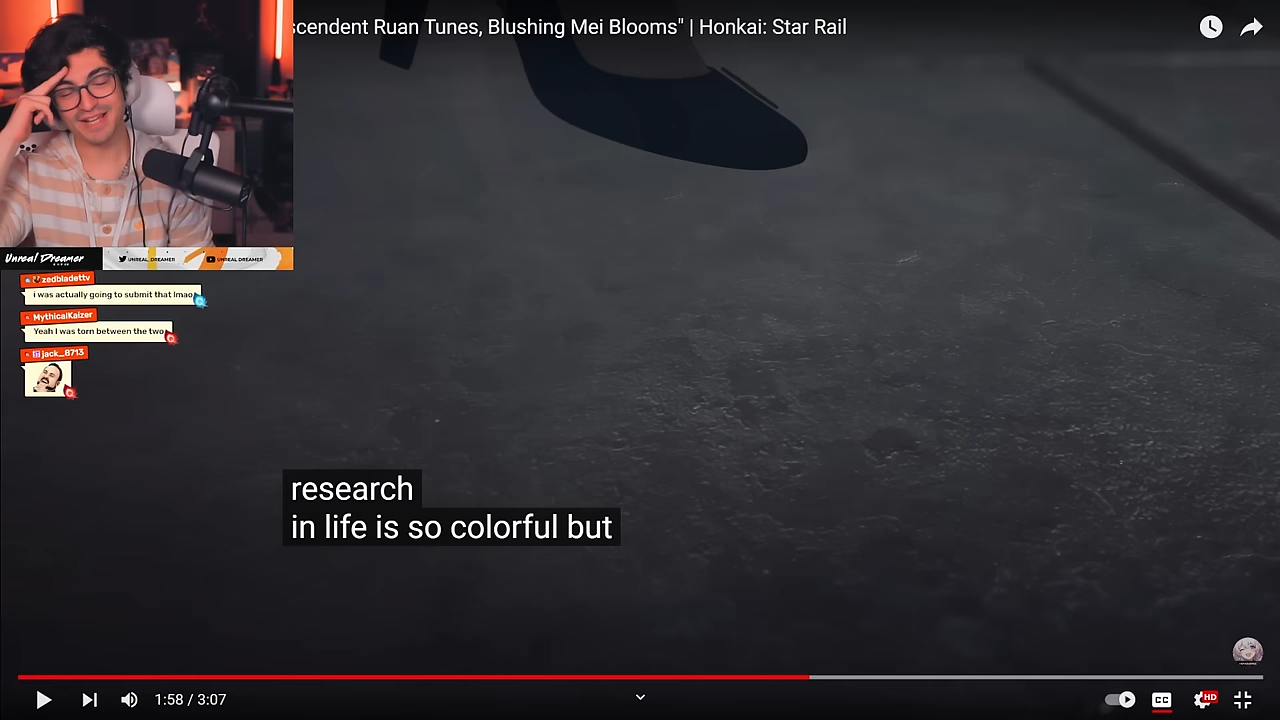 scendent Ruan Tunes, Blushing Mei Blooms" | Honkai: Star Rail
Unreal Dreamer
UNREAL_DREAMER
UNREAL DREAMER
zedbladettv
i was actually going to submit that lmao
MythicalKaizer
Yeah I was torn between the two
jack_8713
research
in life is so colorful but
1:58 / 3:07
CC
HD